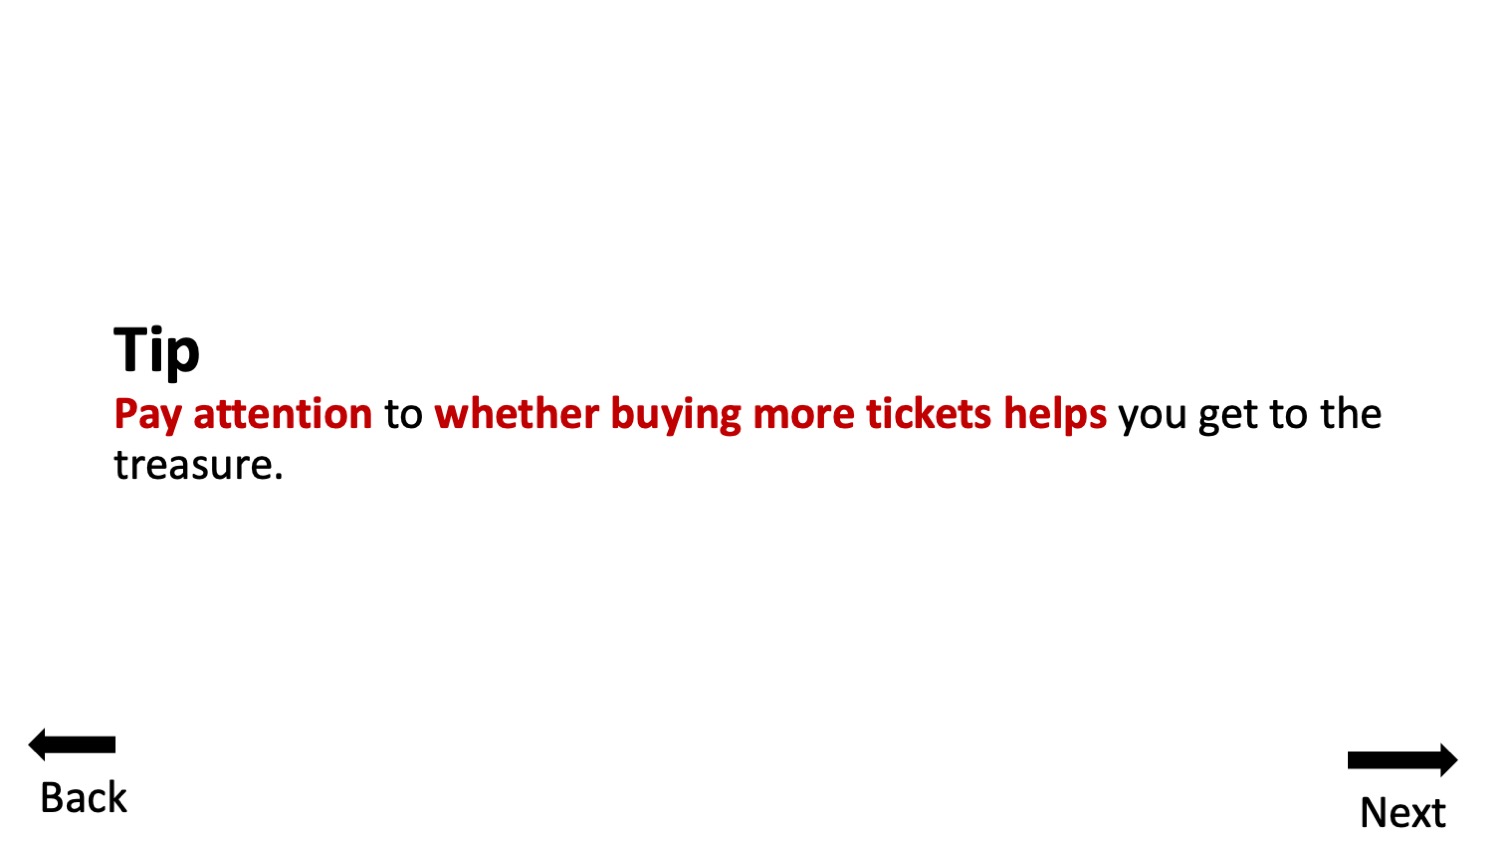 Tip
Pay attention to whether buying more tickets helps you get to the
treasure.
Back
Next